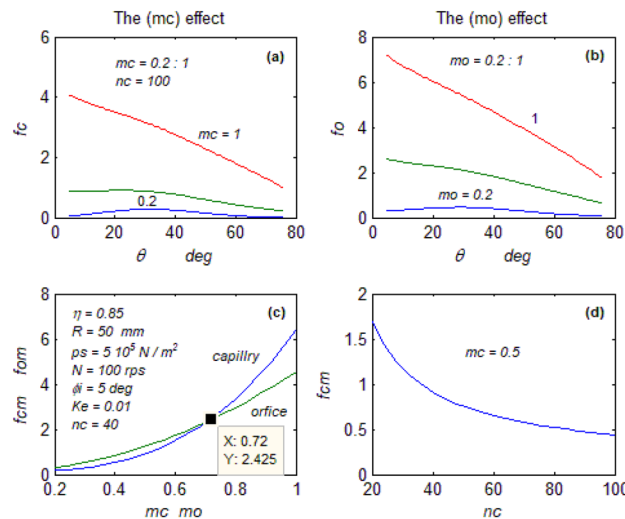 The (mc) effect
6
4
2
0
0 20 40 60 80
fc
θ deg
(a)
mc = 0.2 : 1
nc = 100
mc = 1
0.2
The (mo) effect
8
6
4
2
0
0 20 40 60 80
fo
θ deg
(b)
mo = 0.2 : 1
1
mo = 0.2
8
6
4
2
0
0.2 0.4 0.6 0.8 1
fcm fom
mc mo
(c)
η = 0.85
R = 50 mm
ps = 5 10⁵ N / m²
N = 100 rps
ϕi = 5 deg
Ke = 0.01
nc = 40
capillry
orfice
X: 0.72
Y: 2.425
2
1.5
1
0.5
0
20 40 60 80 100
fcm
nc
(d)
mc = 0.5